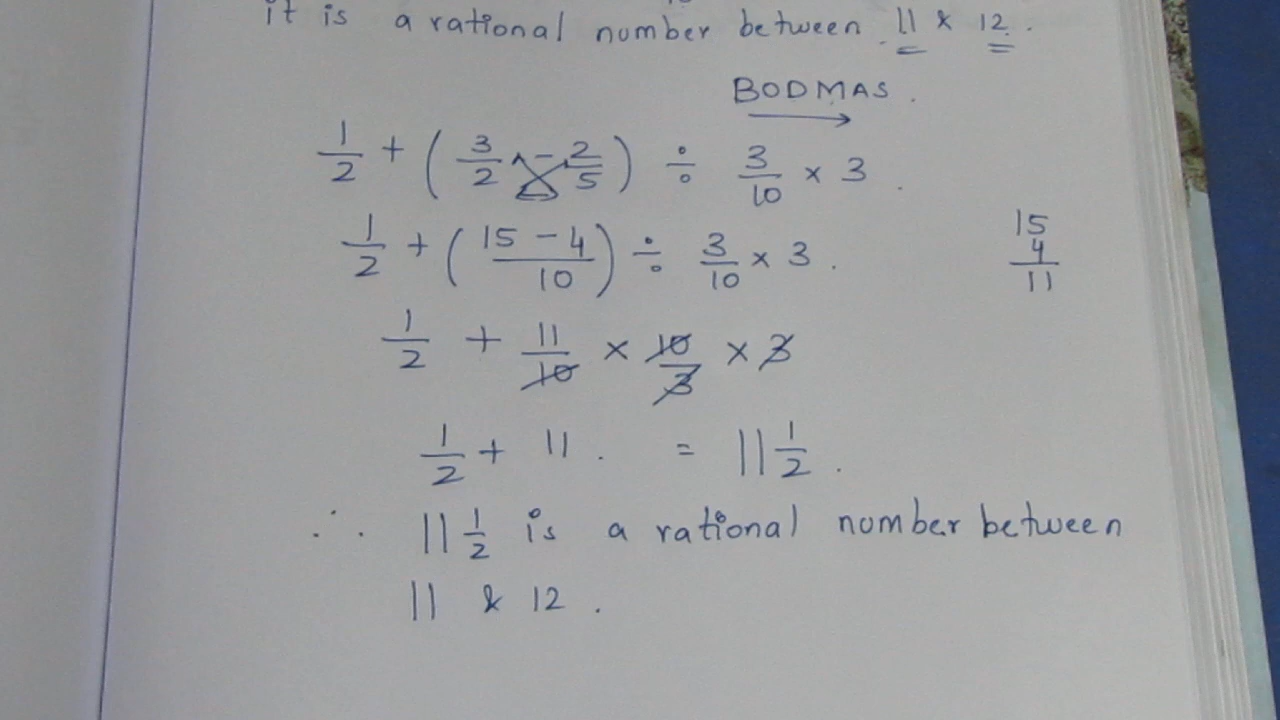 it is a rational number between 11 & 12.
BODMAS.
1/2 + (3/2 - 2/5) ÷ 3/10 × 3.
1/2 + (15 - 4/10) ÷ 3/10 × 3.
15
4
11
1/2 + 11/10 × 10/3 × 3
1/2 + 11. = 11 1/2.
∴ 11 1/2 is a rational number between
11 & 12.